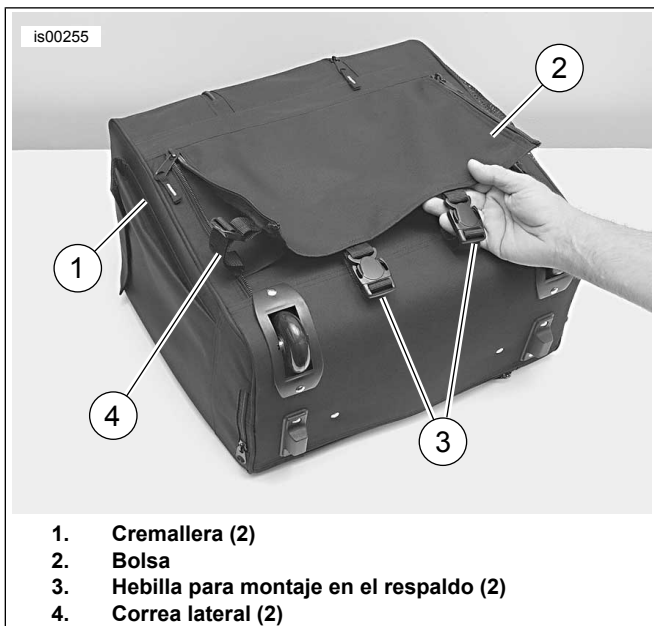 is00255
2
1
4
3
1. Cremallera (2)
2. Bolsa
3. Hebilla para montaje en el respaldo (2)
4. Correa lateral (2)